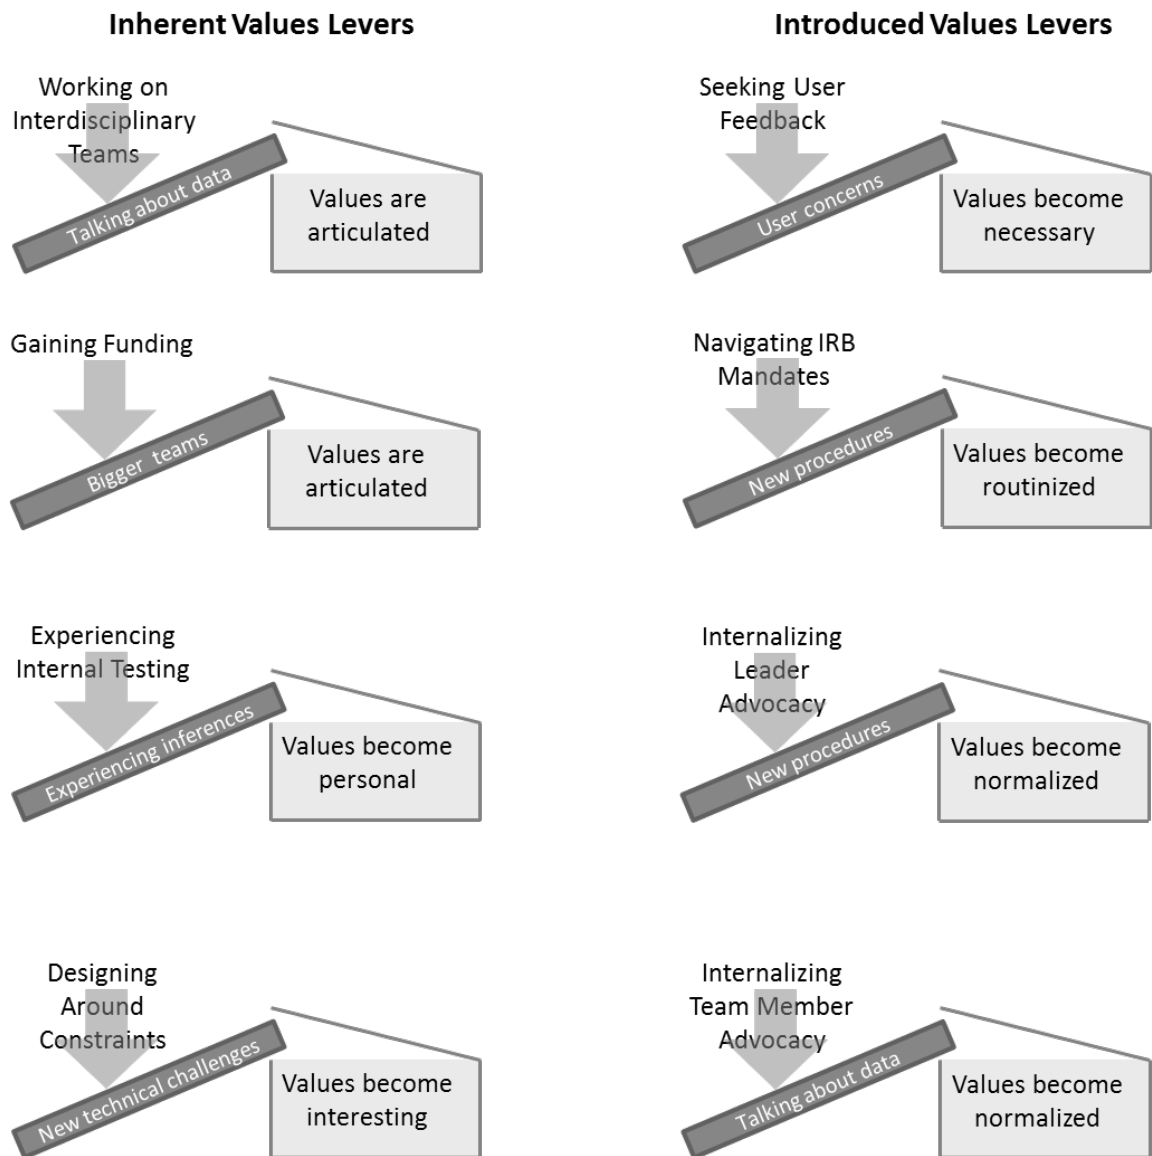 Inherent Values Levers
Introduced Values Levers
Working on
Interdisciplinary
Teams
Talking about data
Values are
articulated
Seeking User
Feedback
User concerns
Values become
necessary
Gaining Funding
Bigger teams
Values are
articulated
Navigating IRB
Mandates
New procedures
Values become
routinized
Experiencing
Internal Testing
Experiencing inferences
Values become
personal
Internalizing
Leader
Advocacy
New procedures
Values become
normalized
Designing
Around
Constraints
New technical challenges
Values become
interesting
Internalizing
Team Member
Advocacy
Talking about data
Values become
normalized